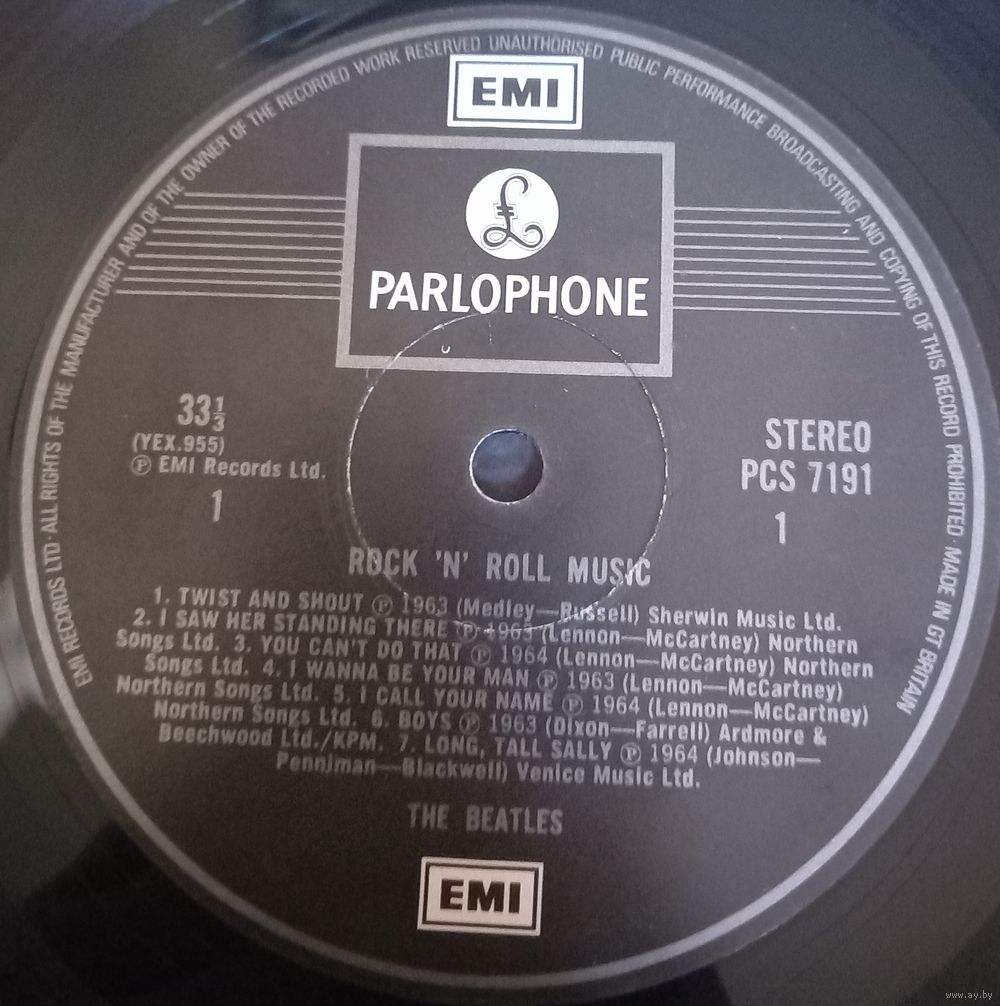 EMI RECORDS LTD · ALL RIGHTS OF THE MANUFACTURER AND OF THE OWNER OF THE RECORDED WORK RESERVED UNAUTHORISED PUBLIC PERFORMANCE BROADCASTING AND COPYING OF THIS RECORD PROHIBITED · MADE IN GT BRITAIN
EMI
£
PARLOPHONE
33⅓
(YEX.955)
Ⓟ EMI Records Ltd.
1
STEREO
PCS 7191
1
ROCK 'N' ROLL MUSIC
1. TWIST AND SHOUT Ⓟ 1963 (Medley—Russell) Sherwin Music Ltd.
2. I SAW HER STANDING THERE Ⓟ 1963 (Lennon—McCartney) Northern
Songs Ltd. 3. YOU CAN'T DO THAT Ⓟ 1964 (Lennon—McCartney) Northern
Songs Ltd. 4. I WANNA BE YOUR MAN Ⓟ 1963 (Lennon—McCartney)
Northern Songs Ltd. 5. I CALL YOUR NAME Ⓟ 1964 (Lennon—McCartney)
Northern Songs Ltd. 6. BOYS Ⓟ 1963 (Dixon—Farrell) Ardmore &
Beechwood Ltd./KPM. 7. LONG, TALL SALLY Ⓟ 1964 (Johnson—
Penniman—Blackwell) Venice Music Ltd.
THE BEATLES
EMI
www.ay.by